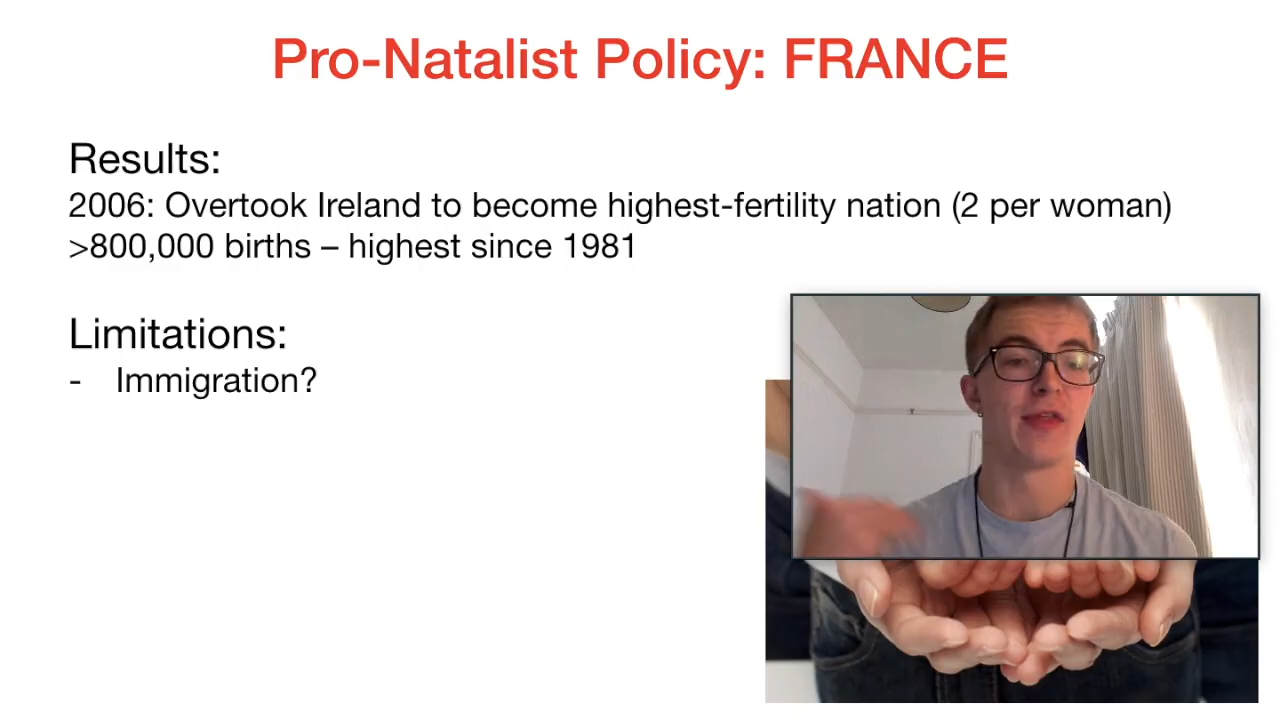 Pro-Natalist Policy: FRANCE
Results:
2006: Overtook Ireland to become highest-fertility nation (2 per woman)
>800,000 births – highest since 1981
Limitations:
- Immigration?